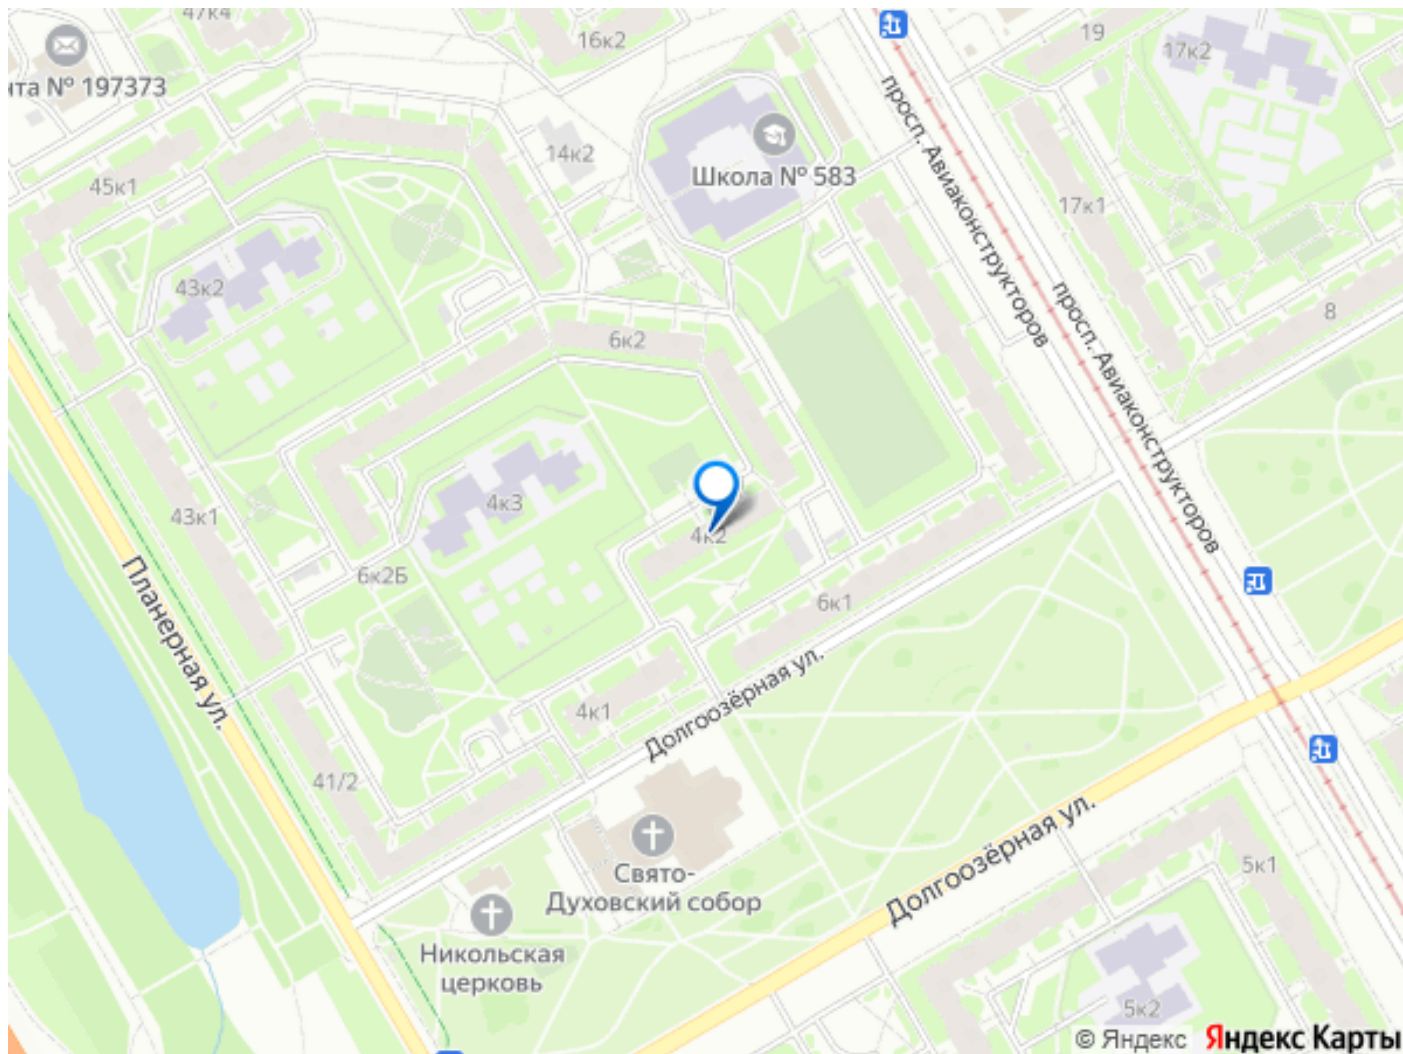 47к4
16к2
19
17к2
нта № 197373
просп. Авиаконструкторов
14к2
Школа № 583
45к1
17к1
43к2
просп. Авиаконструкторов
8
6к2
4к3
43к1
4к2
6к2Б
6к1
Планерная ул.
4к1
Долгоозёрная ул.
41/2
Долгоозёрная ул.
Свято-
Духовский собор
5к1
Никольская
церковь
5к2
© Яндекс Яндекс Карты